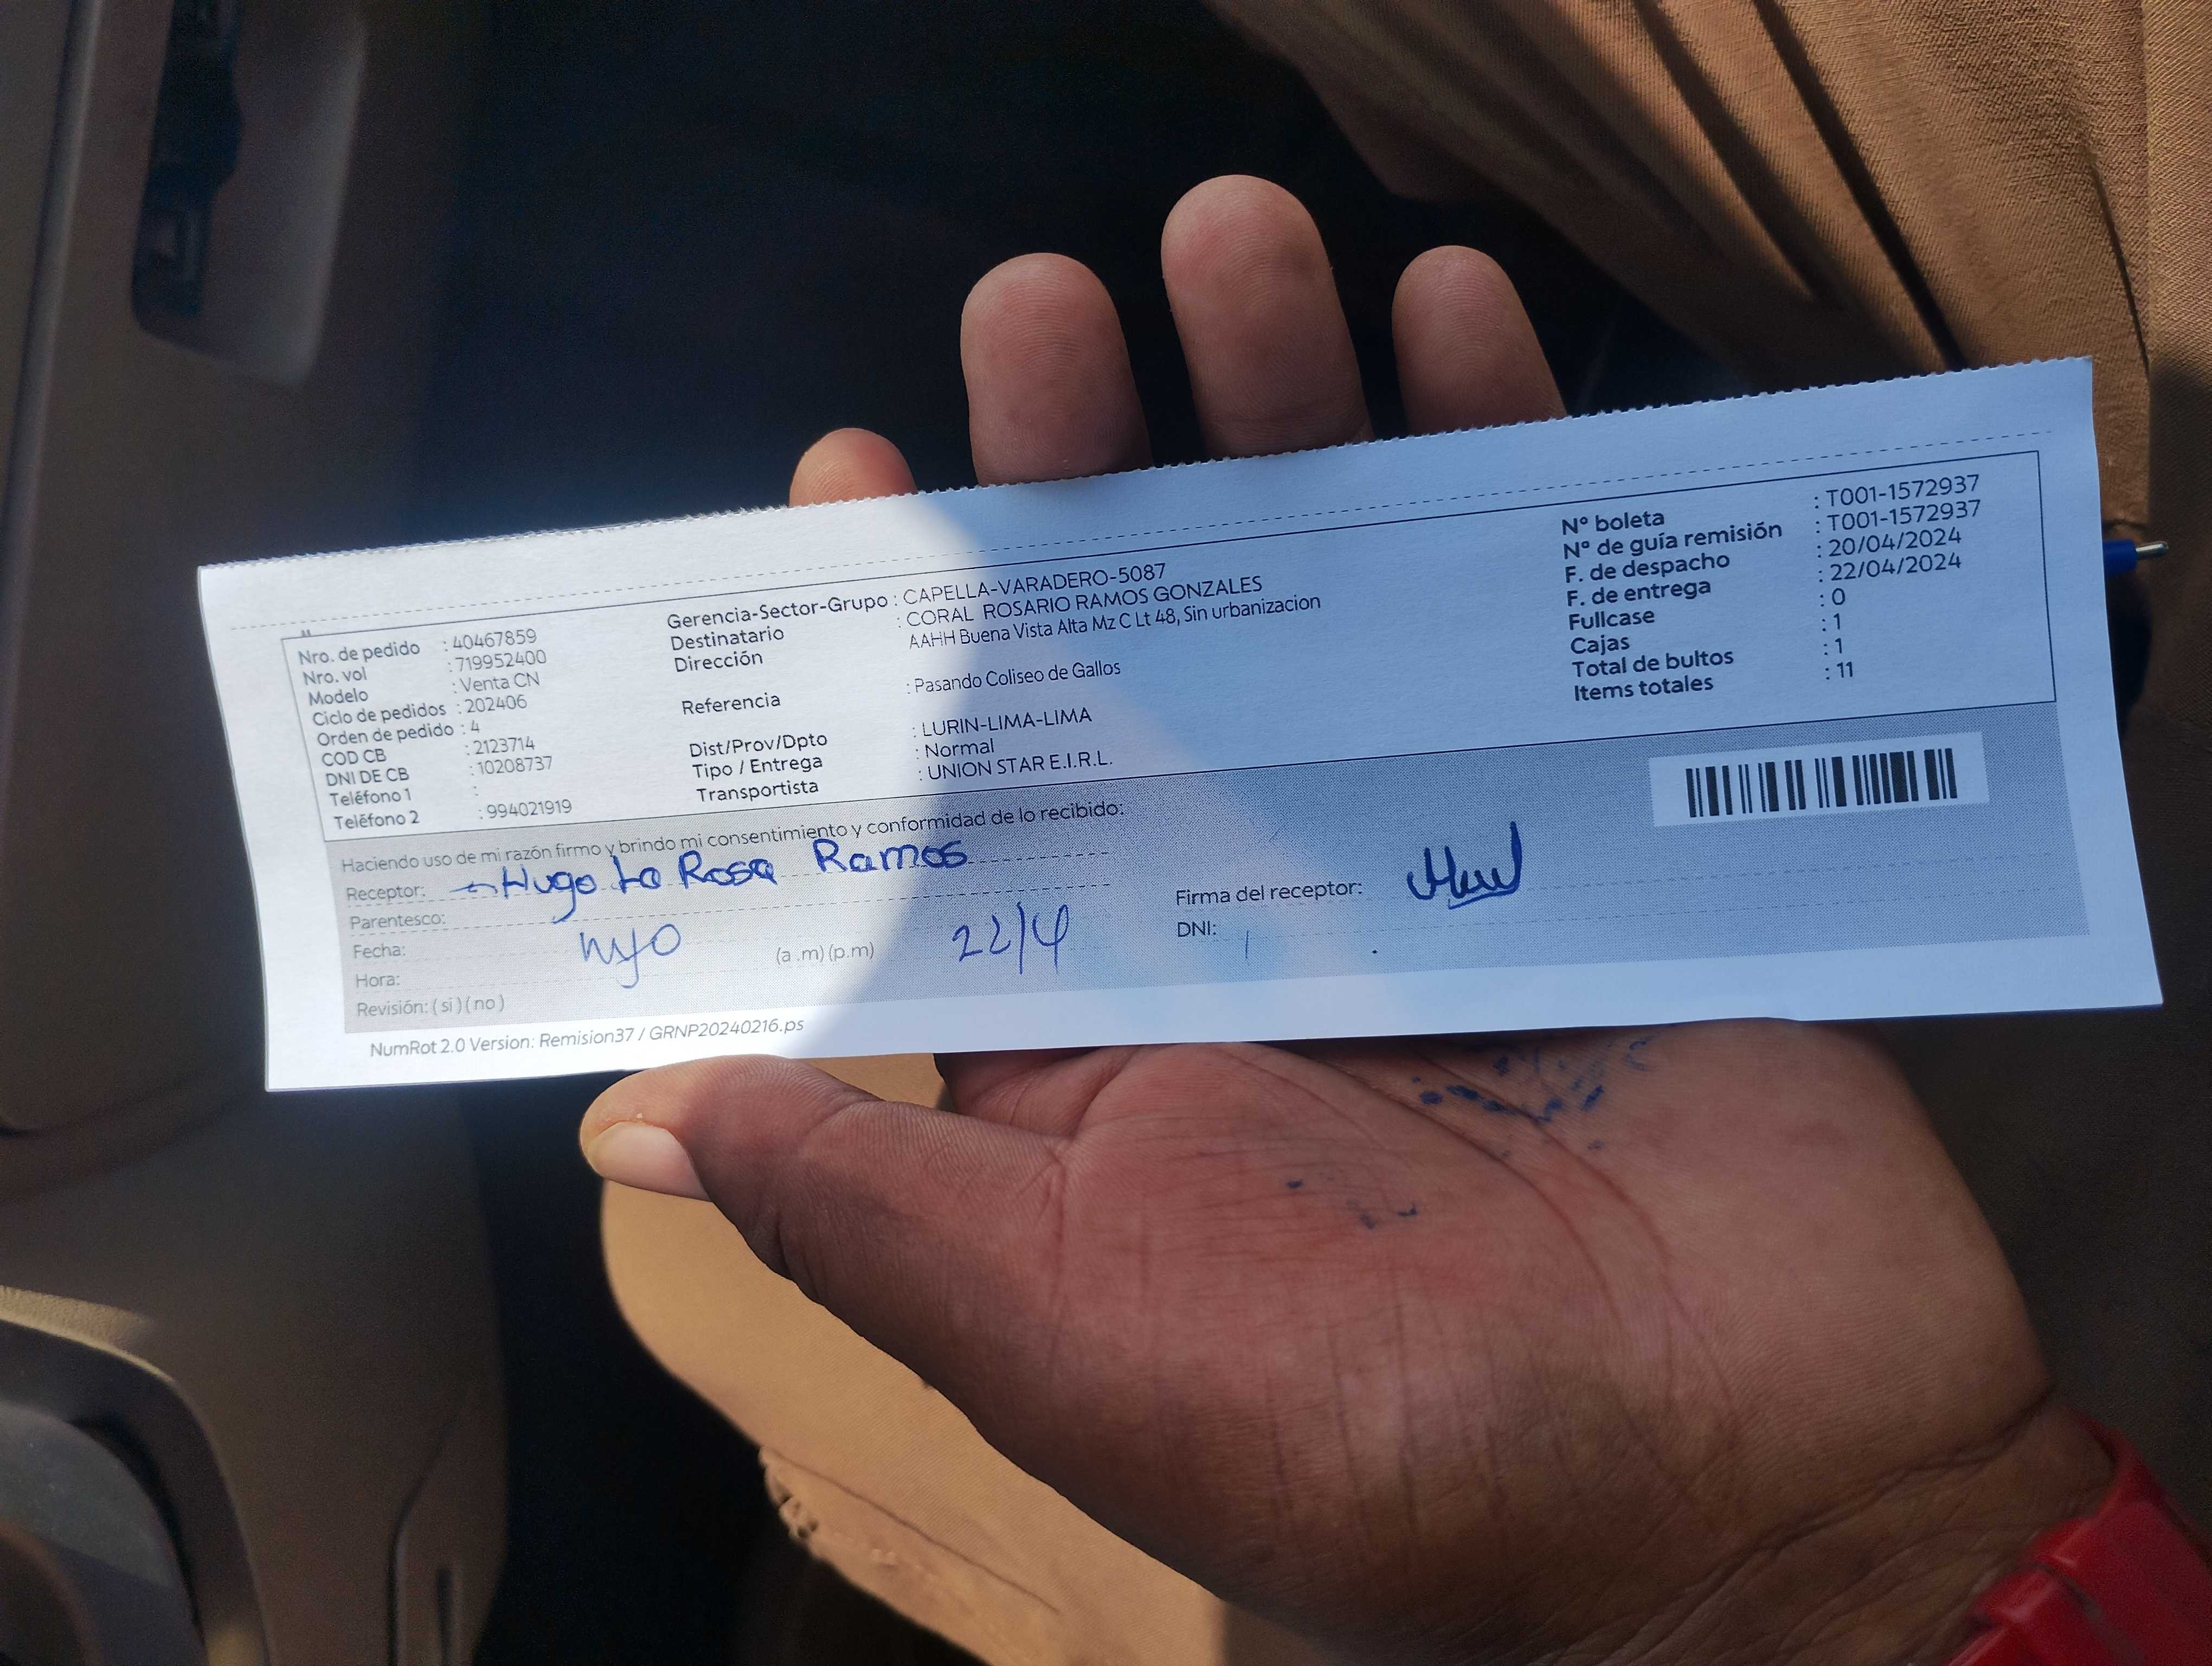 Nro. de pedido : 40467859
Nro. vol : 719952400
Modelo : Venta CN
Ciclo de pedidos : 202406
Orden de pedido : 4
COD CB : 2123714
DNI DE CB : 10208737
Teléfono 1 :
Teléfono 2 : 994021919
Gerencia-Sector-Grupo : CAPELLA-VARADERO-5087
Destinatario : CORAL ROSARIO RAMOS GONZALES
Dirección AAHH Buena Vista Alta Mz C Lt 48, Sin urbanizacion
Referencia : Pasando Coliseo de Gallos
Dist/Prov/Dpto : LURIN-LIMA-LIMA
Tipo / Entrega : Normal
Transportista : UNION STAR E.I.R.L.
N° boleta : T001-1572937
N° de guía remisión : T001-1572937
F. de despacho : 20/04/2024
F. de entrega : 22/04/2024
Fullcase : 0
Cajas : 1
Total de bultos : 1
Items totales : 11
Haciendo uso de mi razón firmo y brindo mi consentimiento y conformidad de lo recibido:
Receptor: Hugo La Rosa Ramos
Parentesco:
Fecha: hijo (a .m) (p.m) 22/4
Hora:
Revisión: ( si ) ( no )
Firma del receptor:
DNI:
NumRot 2.0 Version: Remision37 / GRNP20240216.ps